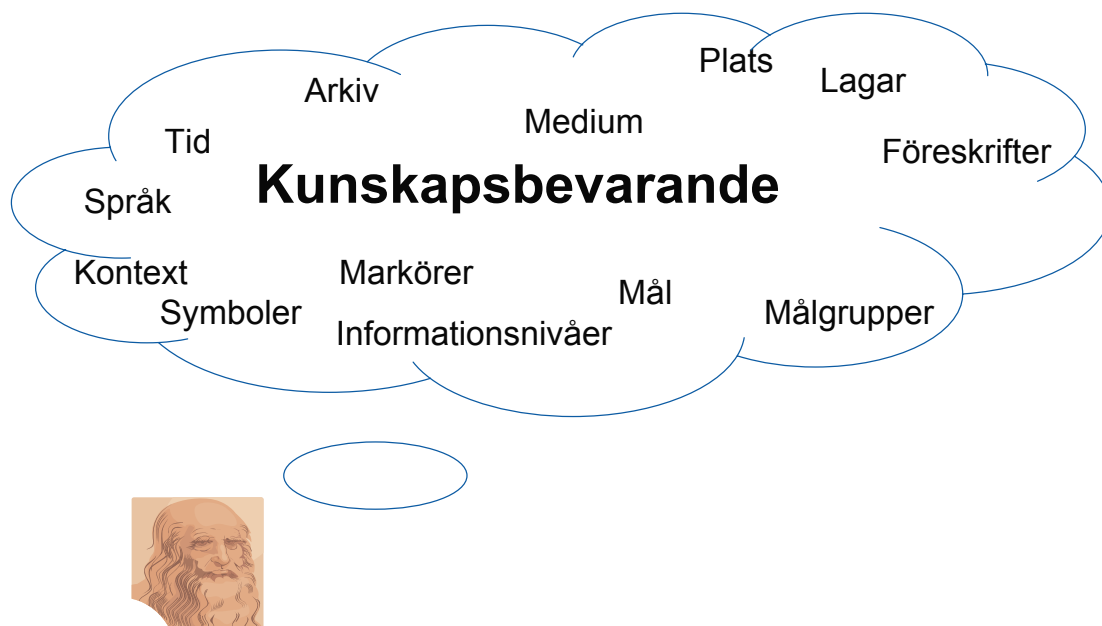 Plats
Lagar
Arkiv
Medium
Tid
Föreskrifter
Kunskapsbevarande
Språk
Kontext
Markörer
Mål
Symboler
Målgrupper
Informationsnivåer